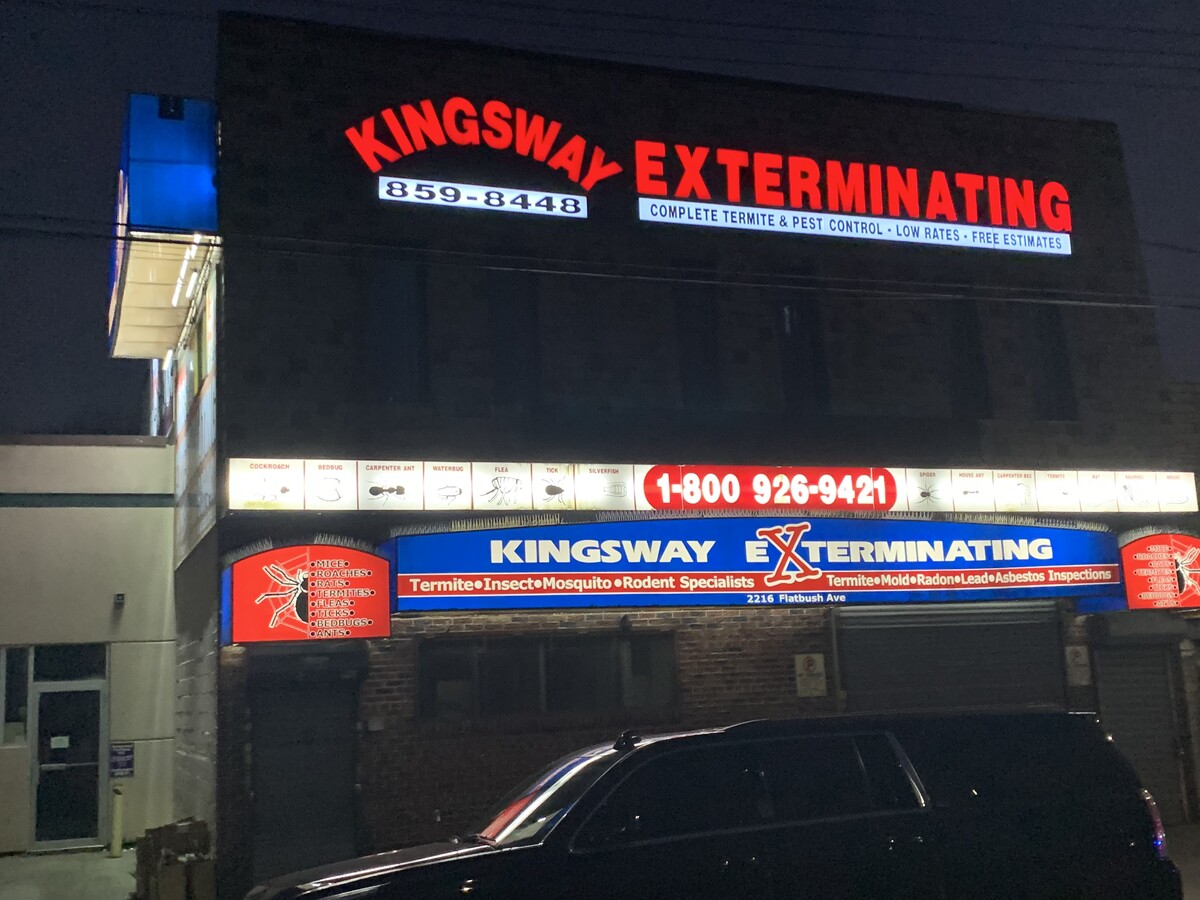 KINGSWAY EXTERMINATING
859-8448
COMPLETE TERMITE & PEST CONTROL - LOW RATES - FREE ESTIMATES
COCKROACH
BEDBUG
CARPENTER ANT
WATERBUG
FLEA
TICK
SILVERFISH
1-800 926-9421
SPIDER
HOUSE ANT
CARPENTER BEE
TERMITE
KINGSWAY EXTERMINATING
Termite•Insect•Mosquito•Rodent Specialists
Termite•Mold•Radon•Lead•Asbestos Inspections
2216 Flatbush Ave
•MICE•
•ROACHES•
•RATS•
•TERMITES•
•FLEAS•
•TICKS•
•BEDBUGS•
•ANTS•